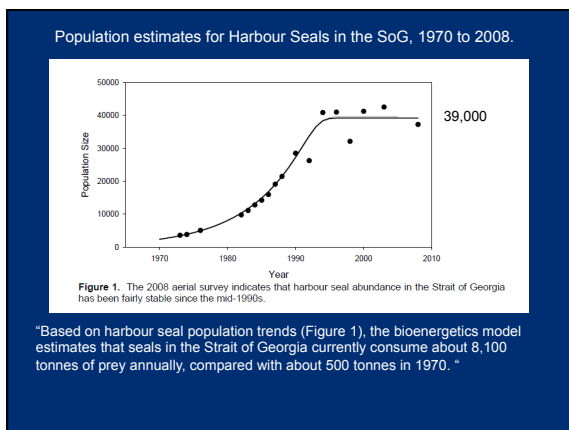 Population estimates for Harbour Seals in the SoG, 1970 to 2008.
50000
40000
30000
20000
10000
0
Population Size
39,000
1970 1980 1990 2000 2010
Year
Figure 1. The 2008 aerial survey indicates that harbour seal abundance in the Strait of Georgia
has been fairly stable since the mid-1990s.
“Based on harbour seal population trends (Figure 1), the bioenergetics model
estimates that seals in the Strait of Georgia currently consume about 8,100
tonnes of prey annually, compared with about 500 tonnes in 1970. “